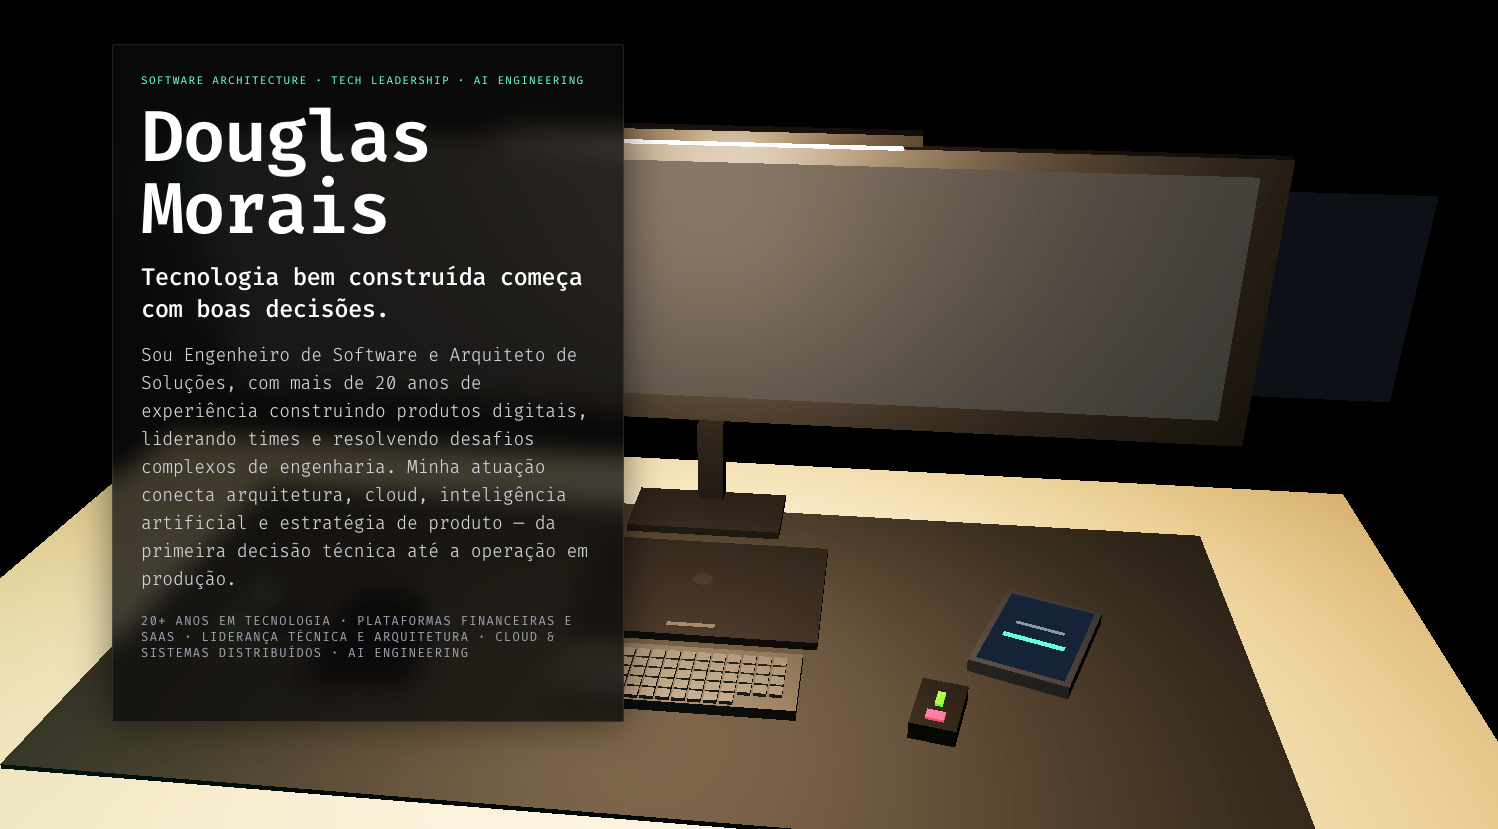 SOFTWARE ARCHITECTURE · TECH LEADERSHIP · AI ENGINEERING
Douglas
Morais
Tecnologia bem construída começa
com boas decisões.
Sou Engenheiro de Software e Arquiteto de
Soluções, com mais de 20 anos de
experiência construindo produtos digitais,
liderando times e resolvendo desafios
complexos de engenharia. Minha atuação
conecta arquitetura, cloud, inteligência
artificial e estratégia de produto — da
primeira decisão técnica até a operação em
produção.
20+ ANOS EM TECNOLOGIA · PLATAFORMAS FINANCEIRAS E
SAAS · LIDERANÇA TÉCNICA E ARQUITETURA · CLOUD &
SISTEMAS DISTRIBUÍDOS · AI ENGINEERING